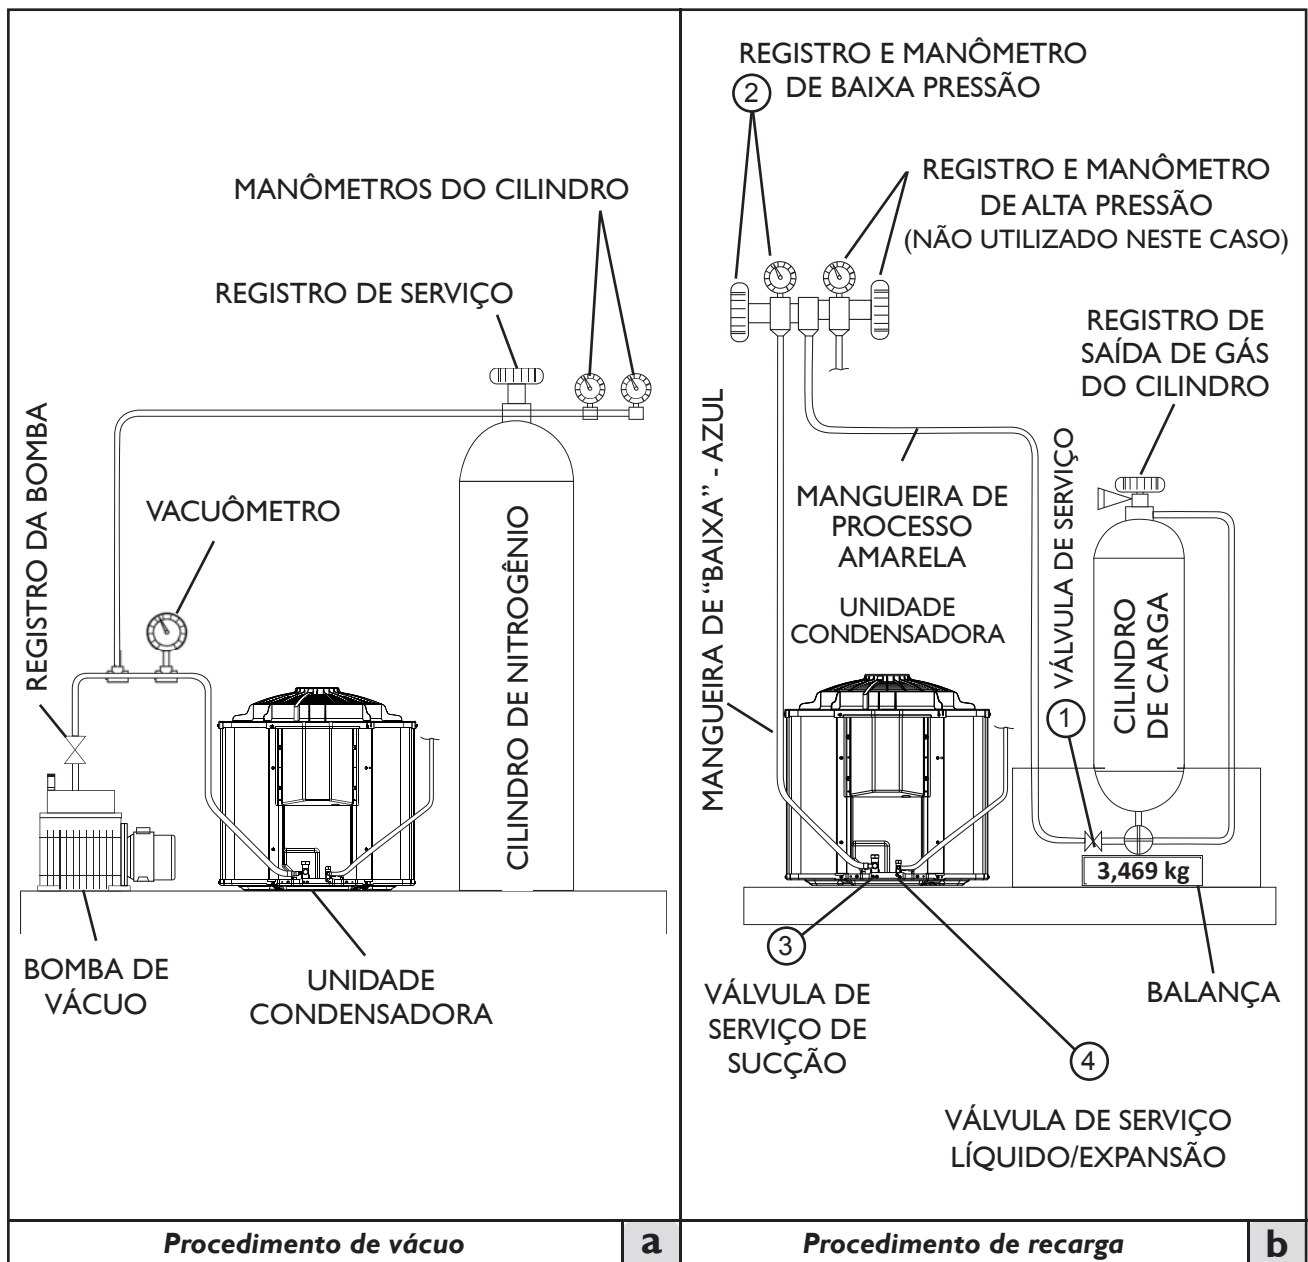 MANÔMETROS DO CILINDRO
REGISTRO DE SERVIÇO
REGISTRO DA BOMBA
VACUÔMETRO
CILINDRO DE NITROGÊNIO
BOMBA DE
VÁCUO
UNIDADE
CONDENSADORA
Procedimento de vácuo
a
REGISTRO E MANÔMETRO
2 DE BAIXA PRESSÃO
REGISTRO E MANÔMETRO
DE ALTA PRESSÃO
(NÃO UTILIZADO NESTE CASO)
REGISTRO DE
SAÍDA DE GÁS
DO CILINDRO
MANGUEIRA DE "BAIXA" - AZUL
MANGUEIRA DE
PROCESSO
AMARELA
UNIDADE
CONDENSADORA
1 VÁLVULA DE SERVIÇO
CILINDRO
DE CARGA
3,469 kg
3
VÁLVULA DE
SERVIÇO DE
SUCÇÃO
BALANÇA
4
VÁLVULA DE SERVIÇO
LÍQUIDO/EXPANSÃO
Procedimento de recarga
b